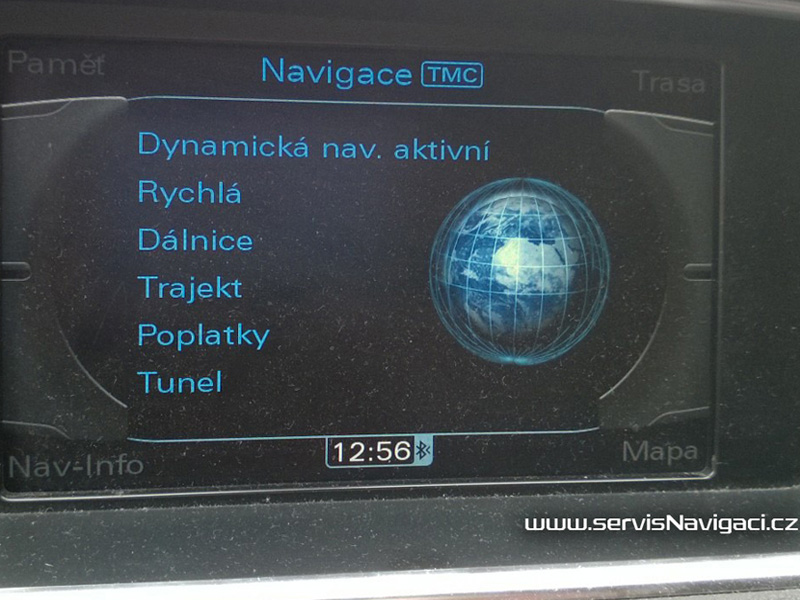 Paměť
Navigace TMC
Trasa
Dynamická nav. aktivní
Rychlá
Dálnice
Trajekt
Poplatky
Tunel
Nav-Info
12:56
Mapa
www.servisNavigaci.cz